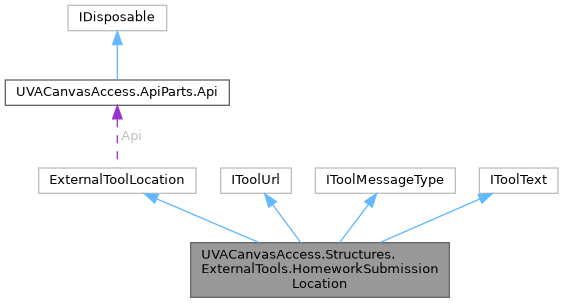 IDisposable
UVACanvasAccess.ApiParts.Api
Api
ExternalToolLocation
IToolUrl
IToolMessageType
IToolText
UVACanvasAccess.Structures.
ExternalTools.HomeworkSubmission
Location